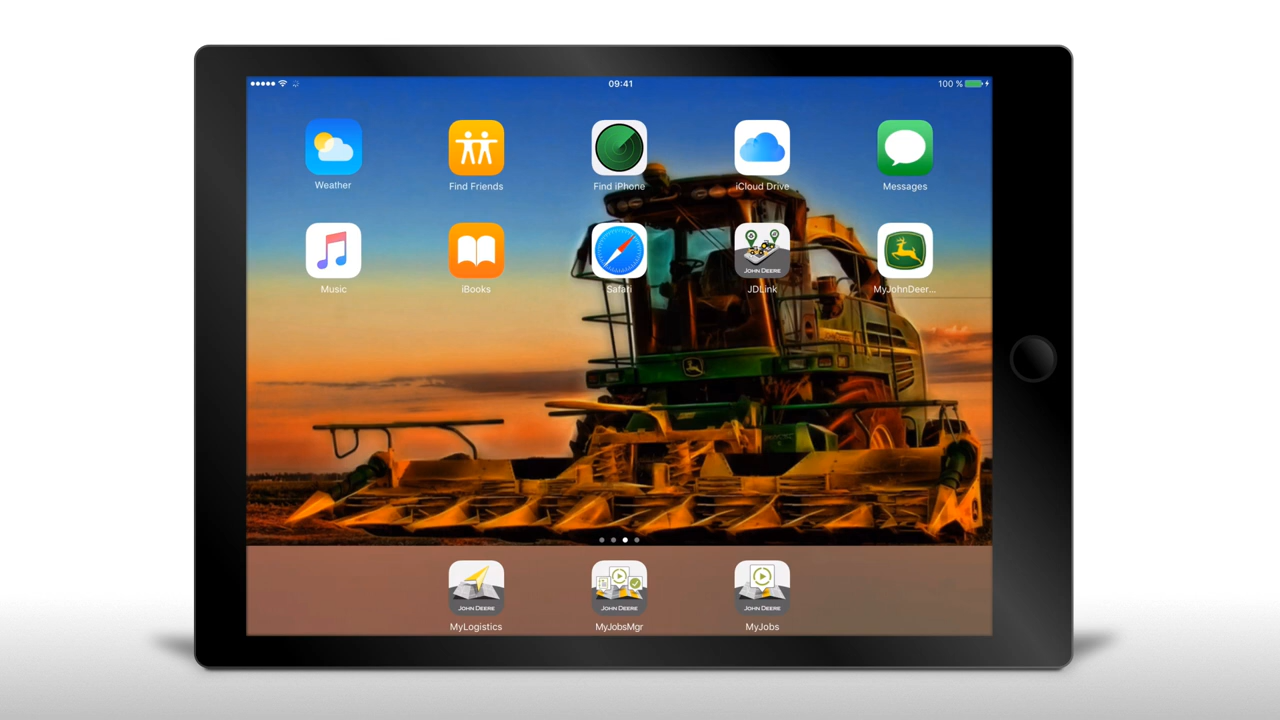 09:41
100 %
Weather
Find Friends
Find iPhone
iCloud Drive
Messages
JOHN DEERE
Music
iBooks
Safari
JDLink
MyJohnDeer...
JOHN DEERE
JOHN DEERE
JOHN DEERE
MyLogistics
MyJobsMgr
MyJobs